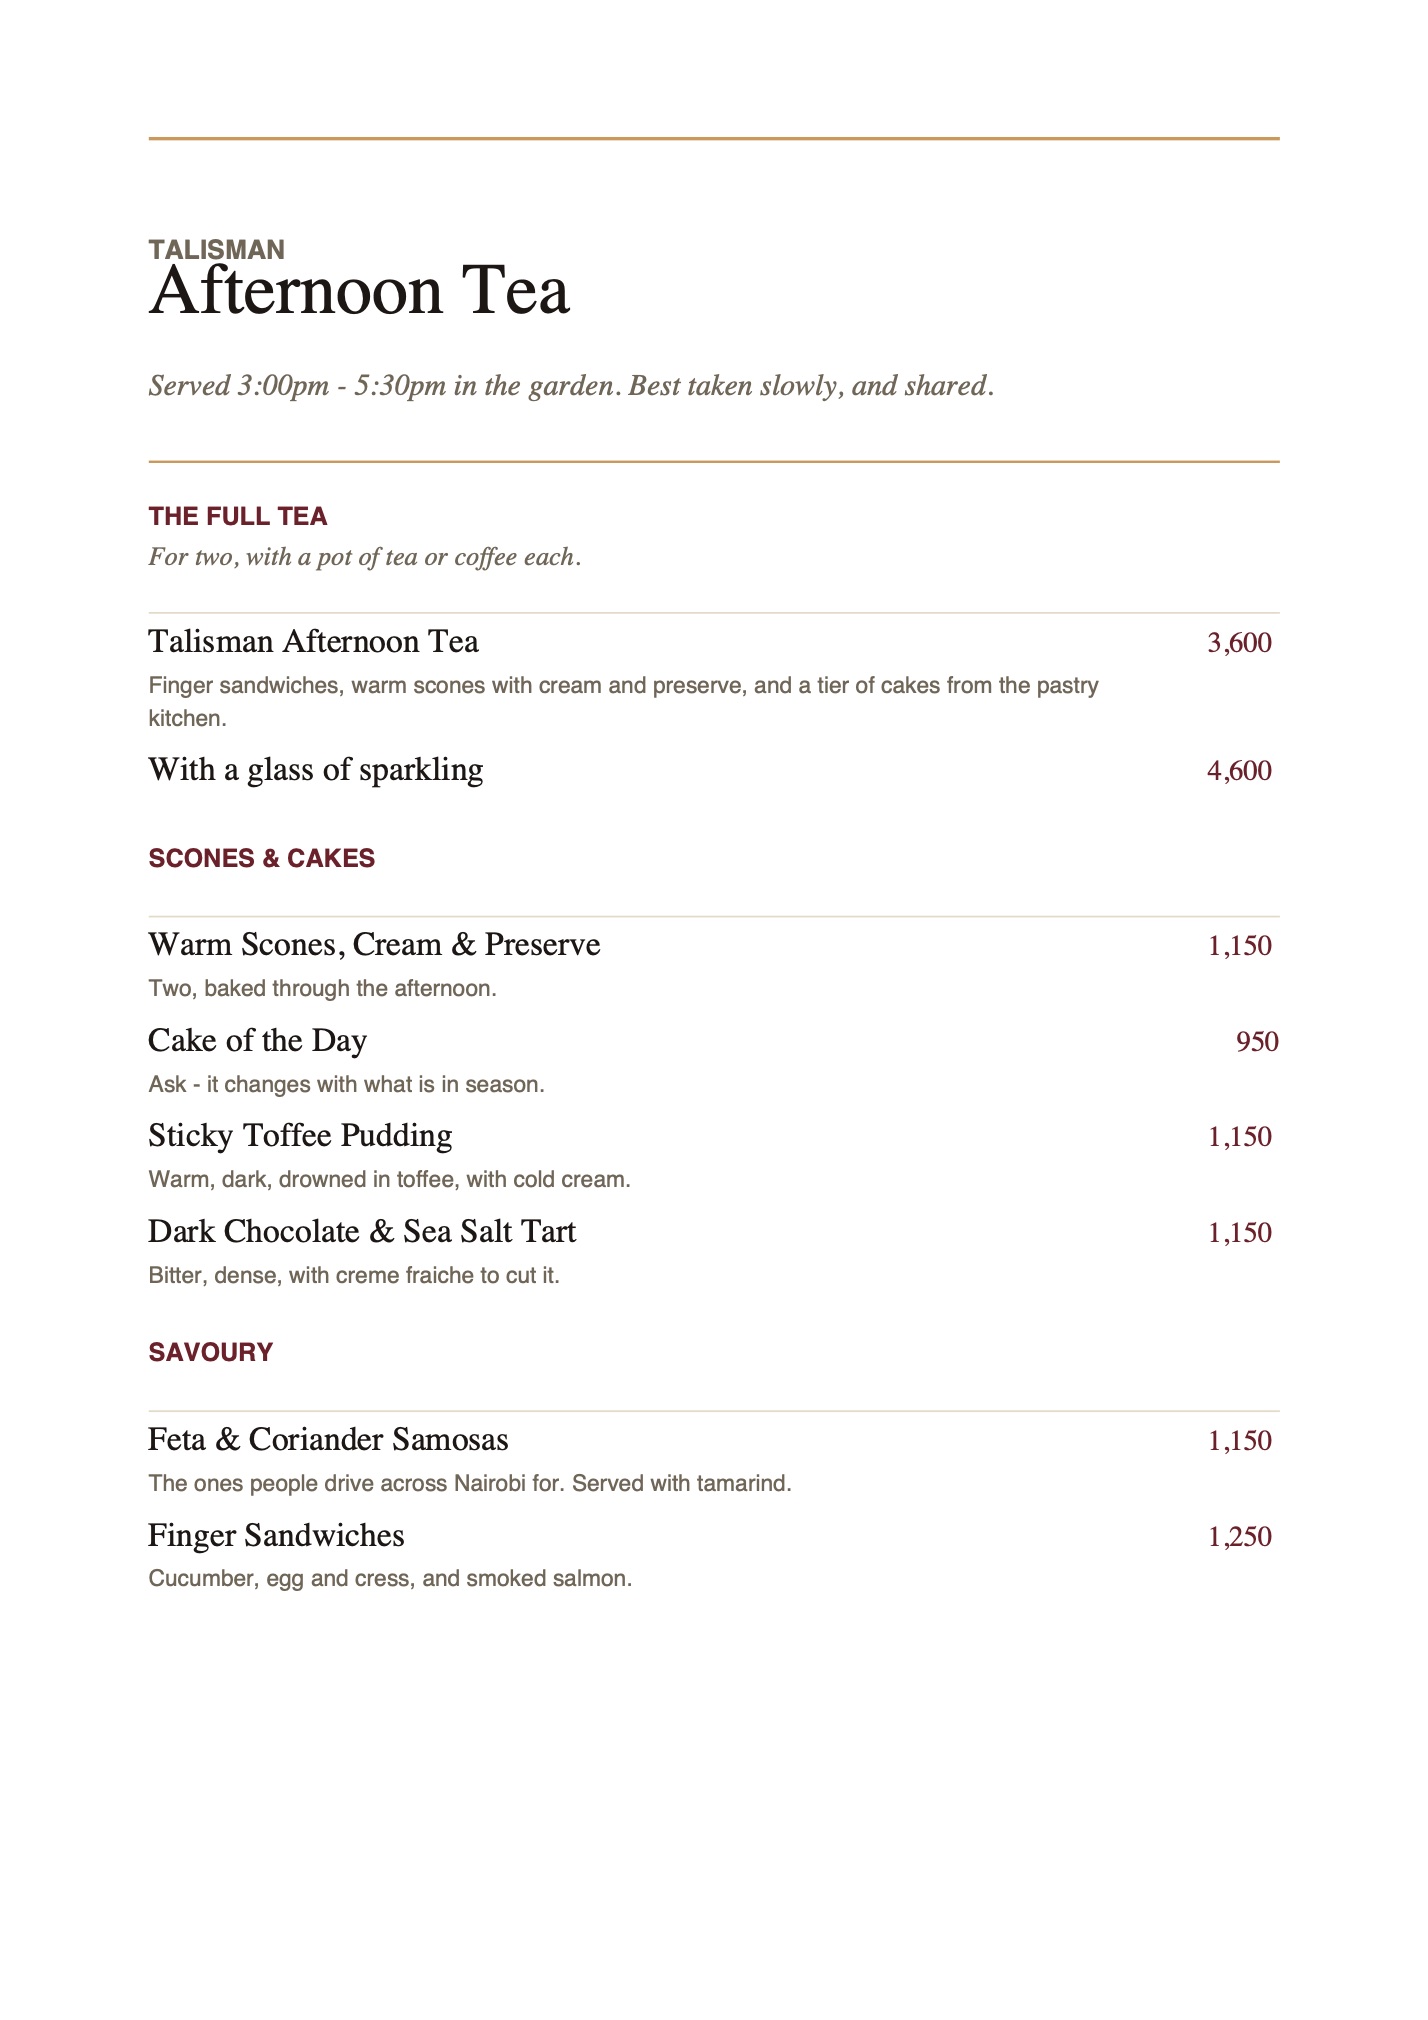 TALISMAN
Afternoon Tea
Served 3:00pm - 5:30pm in the garden. Best taken slowly, and shared.
THE FULL TEA
For two, with a pot of tea or coffee each.
Talisman Afternoon Tea 3,600
Finger sandwiches, warm scones with cream and preserve, and a tier of cakes from the pastry
kitchen.
With a glass of sparkling 4,600
SCONES & CAKES
Warm Scones, Cream & Preserve 1,150
Two, baked through the afternoon.
Cake of the Day 950
Ask - it changes with what is in season.
Sticky Toffee Pudding 1,150
Warm, dark, drowned in toffee, with cold cream.
Dark Chocolate & Sea Salt Tart 1,150
Bitter, dense, with creme fraiche to cut it.
SAVOURY
Feta & Coriander Samosas 1,150
The ones people drive across Nairobi for. Served with tamarind.
Finger Sandwiches 1,250
Cucumber, egg and cress, and smoked salmon.